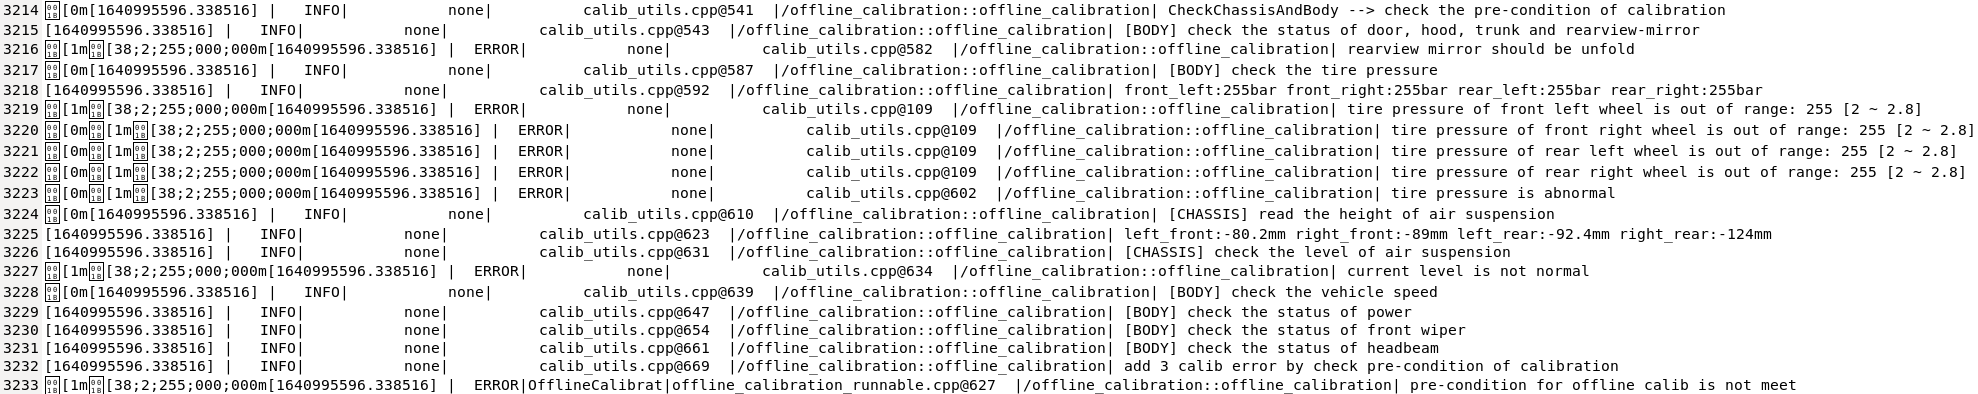 3214 [0m[1640995596.338516] |   INFO|           none|          calib_utils.cpp@541  |/offline_calibration::offline_calibration| CheckChassisAndBody --> check the pre-condition of calibration
3215 [1640995596.338516] |   INFO|           none|          calib_utils.cpp@543  |/offline_calibration::offline_calibration| [BODY] check the status of door, hood, trunk and rearview-mirror
3216 [1m[38;2;255;000;000m[1640995596.338516] |  ERROR|           none|          calib_utils.cpp@582  |/offline_calibration::offline_calibration| rearview mirror should be unfold
3217 [0m[1640995596.338516] |   INFO|           none|          calib_utils.cpp@587  |/offline_calibration::offline_calibration| [BODY] check the tire pressure
3218 [1640995596.338516] |   INFO|           none|          calib_utils.cpp@592  |/offline_calibration::offline_calibration| front_left:255bar front_right:255bar rear_left:255bar rear_right:255bar
3219 [1m[38;2;255;000;000m[1640995596.338516] |  ERROR|           none|          calib_utils.cpp@109  |/offline_calibration::offline_calibration| tire pressure of front left wheel is out of range: 255 [2 ~ 2.8]
3220 [0m[1m[38;2;255;000;000m[1640995596.338516] |  ERROR|           none|          calib_utils.cpp@109  |/offline_calibration::offline_calibration| tire pressure of front right wheel is out of range: 255 [2 ~ 2.8]
3221 [0m[1m[38;2;255;000;000m[1640995596.338516] |  ERROR|           none|          calib_utils.cpp@109  |/offline_calibration::offline_calibration| tire pressure of rear left wheel is out of range: 255 [2 ~ 2.8]
3222 [0m[1m[38;2;255;000;000m[1640995596.338516] |  ERROR|           none|          calib_utils.cpp@109  |/offline_calibration::offline_calibration| tire pressure of rear right wheel is out of range: 255 [2 ~ 2.8]
3223 [0m[1m[38;2;255;000;000m[1640995596.338516] |  ERROR|           none|          calib_utils.cpp@602  |/offline_calibration::offline_calibration| tire pressure is abnormal
3224 [0m[1640995596.338516] |   INFO|           none|          calib_utils.cpp@610  |/offline_calibration::offline_calibration| [CHASSIS] read the height of air suspension
3225 [1640995596.338516] |   INFO|           none|          calib_utils.cpp@623  |/offline_calibration::offline_calibration| left_front:-80.2mm right_front:-89mm left_rear:-92.4mm right_rear:-124mm
3226 [1640995596.338516] |   INFO|           none|          calib_utils.cpp@631  |/offline_calibration::offline_calibration| [CHASSIS] check the level of air suspension
3227 [1m[38;2;255;000;000m[1640995596.338516] |  ERROR|           none|          calib_utils.cpp@634  |/offline_calibration::offline_calibration| current level is not normal
3228 [0m[1640995596.338516] |   INFO|           none|          calib_utils.cpp@639  |/offline_calibration::offline_calibration| [BODY] check the vehicle speed
3229 [1640995596.338516] |   INFO|           none|          calib_utils.cpp@647  |/offline_calibration::offline_calibration| [BODY] check the status of power
3230 [1640995596.338516] |   INFO|           none|          calib_utils.cpp@654  |/offline_calibration::offline_calibration| [BODY] check the status of front wiper
3231 [1640995596.338516] |   INFO|           none|          calib_utils.cpp@661  |/offline_calibration::offline_calibration| [BODY] check the status of headbeam
3232 [1640995596.338516] |   INFO|           none|          calib_utils.cpp@669  |/offline_calibration::offline_calibration| add 3 calib error by check pre-condition of calibration
3233 [1m[38;2;255;000;000m[1640995596.338516] |  ERROR|OfflineCalibrat|offline_calibration_runnable.cpp@627  |/offline_calibration::offline_calibration| pre-condition for offline calib is not meet